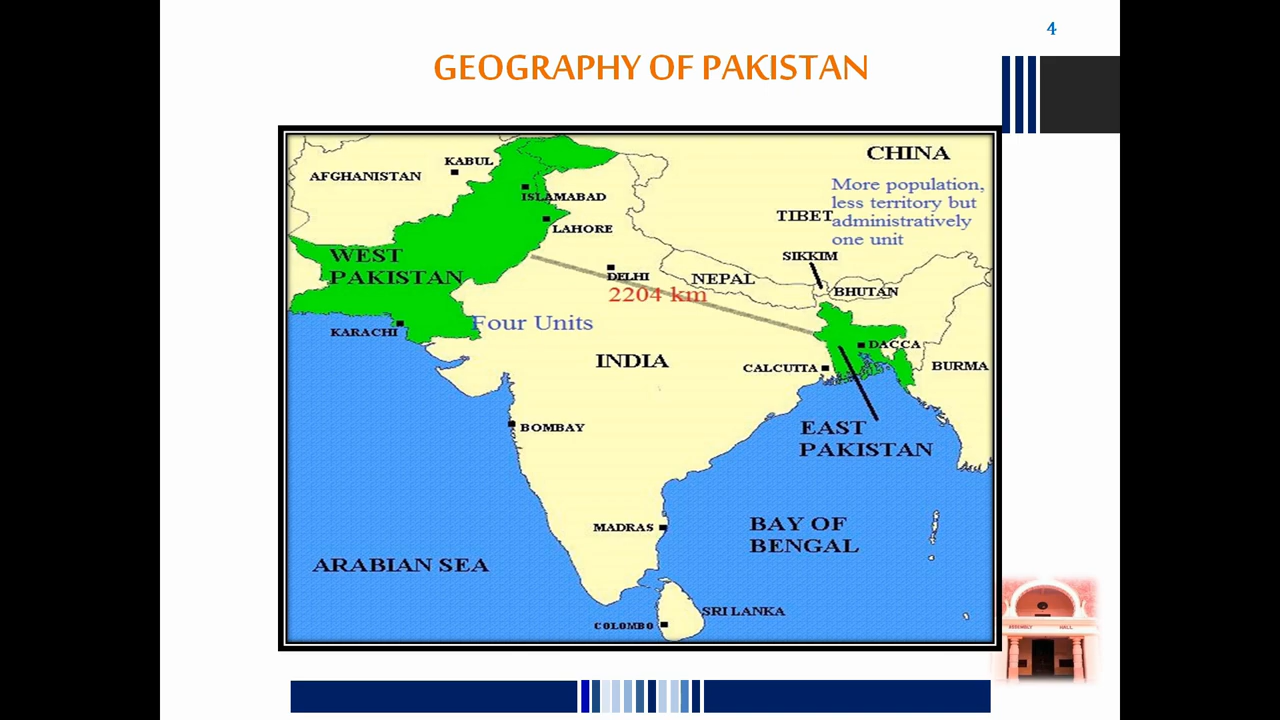 4
GEOGRAPHY OF PAKISTAN
CHINA
KABUL
AFGHANISTAN
More population,
less territory but
administratively
one unit
ISLAMABAD
TIBET
LAHORE
WEST
PAKISTAN
SIKKIM
DELHI
NEPAL
BHUTAN
2204 km
KARACHI
Four Units
DACCA
INDIA
CALCUTTA
BURMA
BOMBAY
EAST
PAKISTAN
MADRAS
BAY OF
BENGAL
ARABIAN SEA
SRI LANKA
COLOMBO
ASSEMBLY HALL